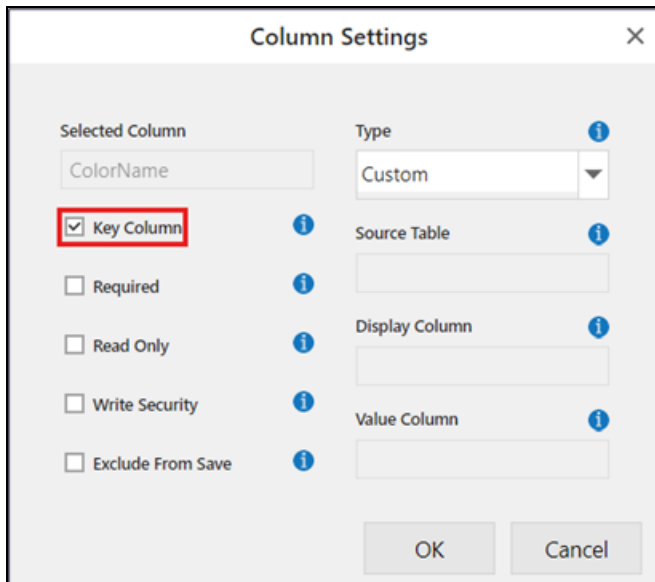 Column Settings
Selected Column
ColorName
Key Column
Required
Read Only
Write Security
Exclude From Save
Type
Custom
Source Table
Display Column
Value Column
OK
Cancel